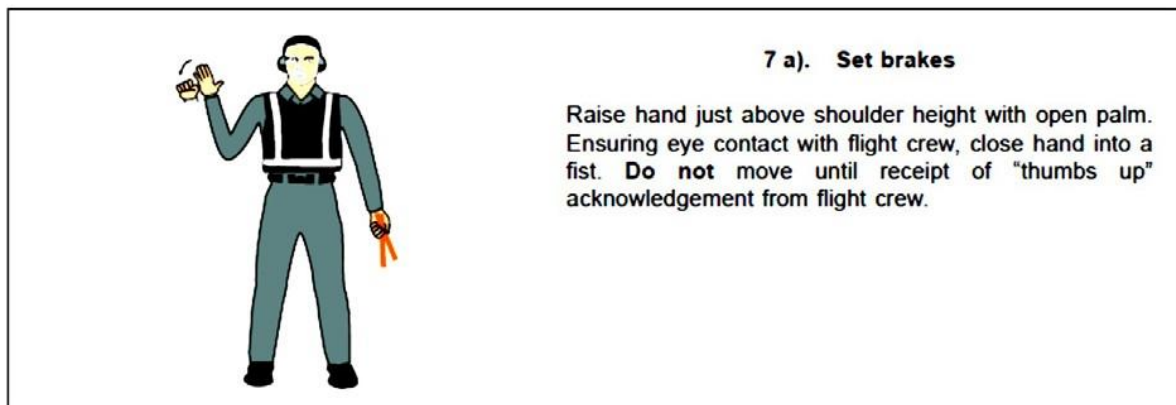 7 a). Set brakes
Raise hand just above shoulder height with open palm.
Ensuring eye contact with flight crew, close hand into a
fist. Do not move until receipt of “thumbs up”
acknowledgement from flight crew.